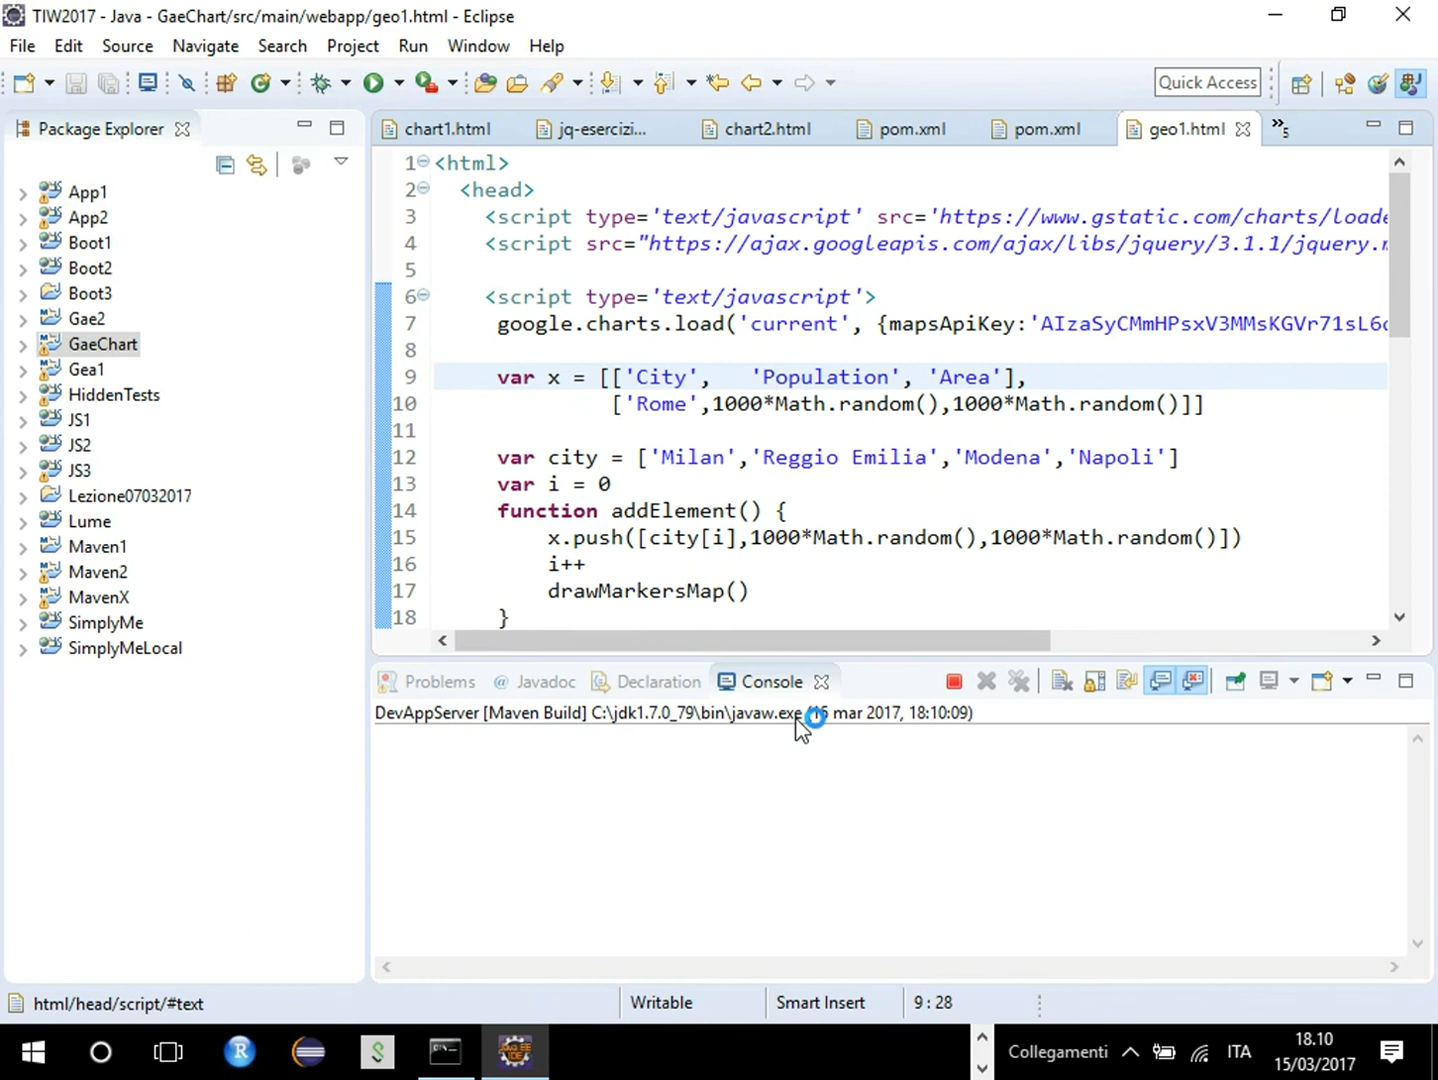 TIW2017 - Java - GaeChart/src/main/webapp/geo1.html - Eclipse
File Edit Source Navigate Search Project Run Window Help
Quick Access
Package Explorer
chart1.html jq-esercizi... chart2.html pom.xml pom.xml geo1.html »5
App1
App2
Boot1
Boot2
Boot3
Gae2
GaeChart
Gea1
HiddenTests
JS1
JS2
JS3
Lezione07032017
Lume
Maven1
Maven2
MavenX
SimplyMe
SimplyMeLocal
1 <html>
2 <head>
3 <script type='text/javascript' src='https://www.gstatic.com/charts/loade
4 <script src="https://ajax.googleapis.com/ajax/libs/jquery/3.1.1/jquery.m
5
6 <script type='text/javascript'>
7 google.charts.load('current', {mapsApiKey:'AIzaSyCMmHPsxV3MMsKGVr71sL6
8
9 var x = [['City', 'Population', 'Area'],
10 ['Rome',1000*Math.random(),1000*Math.random()]]
11
12 var city = ['Milan','Reggio Emilia','Modena','Napoli']
13 var i = 0
14 function addElement() {
15 x.push([city[i],1000*Math.random(),1000*Math.random()])
16 i++
17 drawMarkersMap()
18 }
Problems @ Javadoc Declaration Console
DevAppServer [Maven Build] C:\jdk1.7.0_79\bin\javaw.exe (15 mar 2017, 18:10:09)
html/head/script/#text Writable Smart Insert 9 : 28
Collegamenti ITA 18.10
15/03/2017